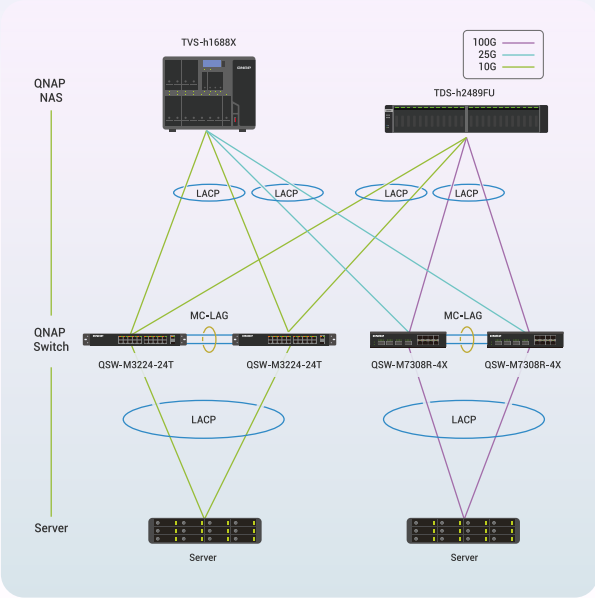 TVS-h1688X
100G
25G
10G
QNAP
NAS
TDS-h2489FU
LACP
LACP
LACP
LACP
MC-LAG
MC-LAG
QNAP
Switch
QSW-M3224-24T
QSW-M3224-24T
QSW-M7308R-4X
QSW-M7308R-4X
LACP
LACP
Server
Server
Server